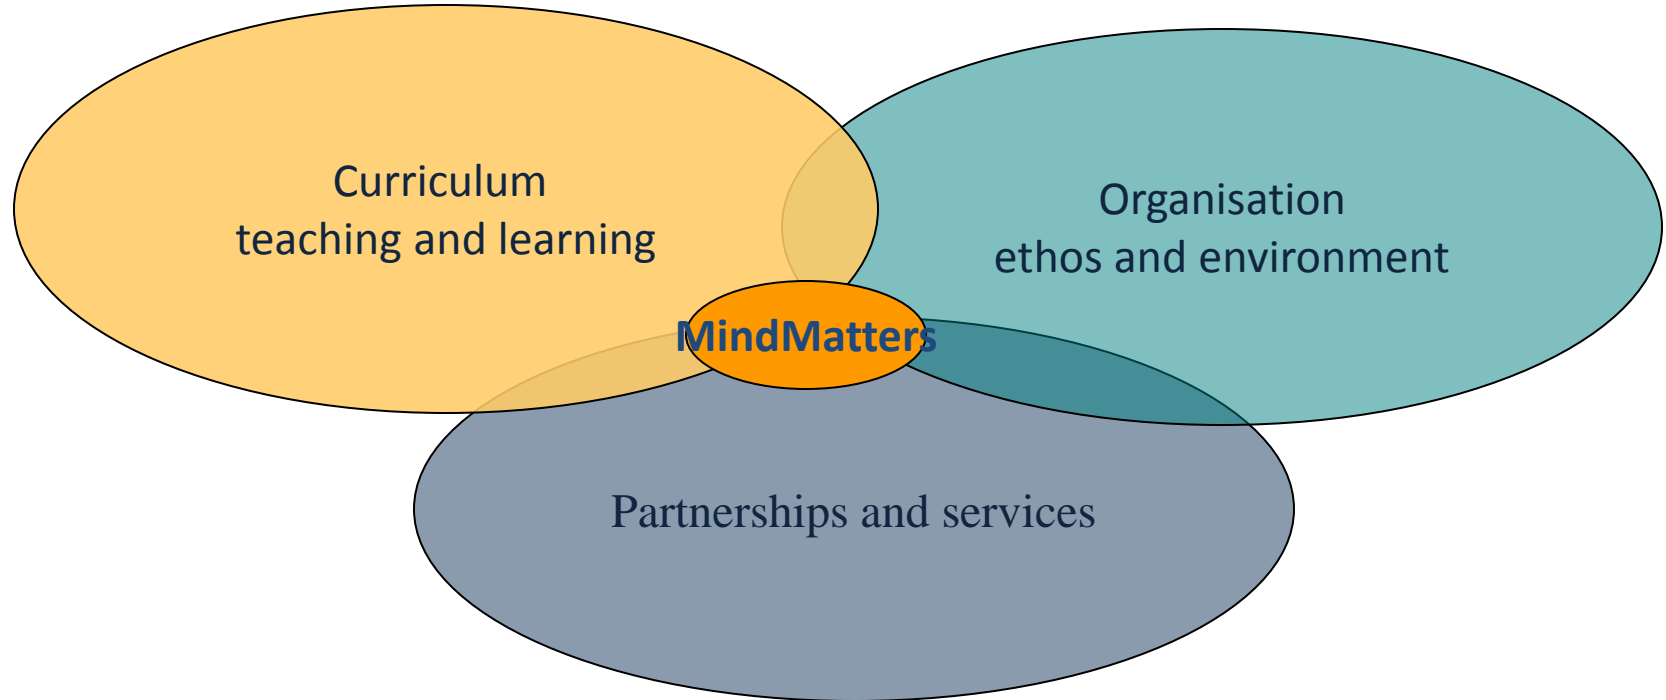 Curriculum
teaching and learning
Organisation
ethos and environment
MindMatters
Partnerships and services